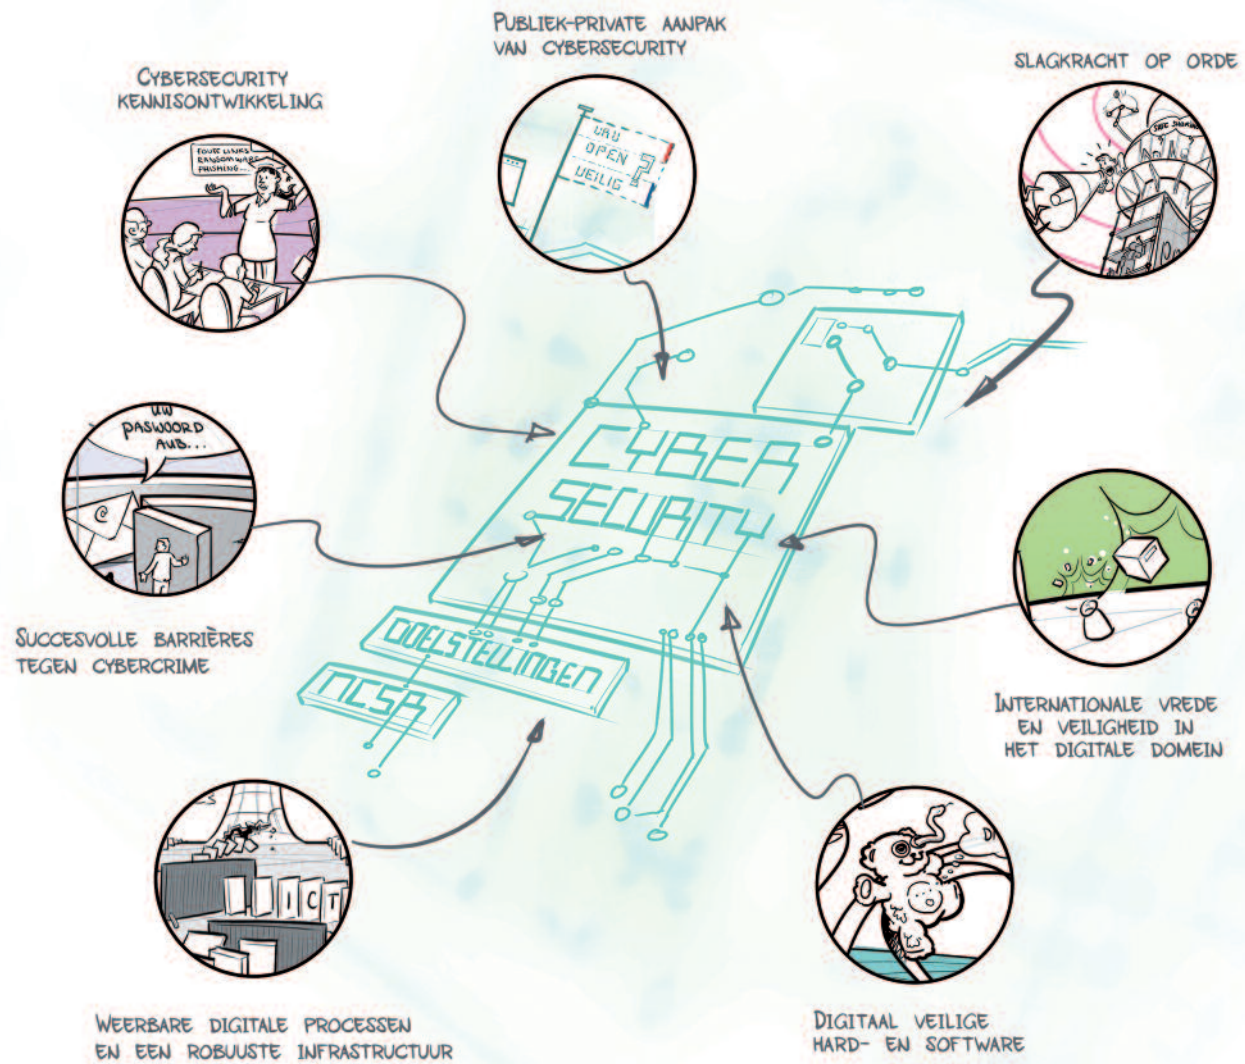 PUBLIEK-PRIVATE AANPAK
VAN CYBERSECURITY
SLAGKRACHT OP ORDE
CYBERSECURITY
KENNISONTWIKKELING
FOUTE LINKS
RANSOMWARE
PHISHING...
VRIJ
OPEN
VEILIG
?
UW
PASWOORD
AUB...
@
CYBER
SECURITY
DOELSTELLINGEN
NCSA
SUCCESVOLLE BARRIÈRES
TEGEN CYBERCRIME
INTERNATIONALE VREDE
EN VEILIGHEID IN
HET DIGITALE DOMEIN
ICT
WEERBARE DIGITALE PROCESSEN
EN EEN ROBUUSTE INFRASTRUCTUUR
DIGITAAL VEILIGE
HARD- EN SOFTWARE